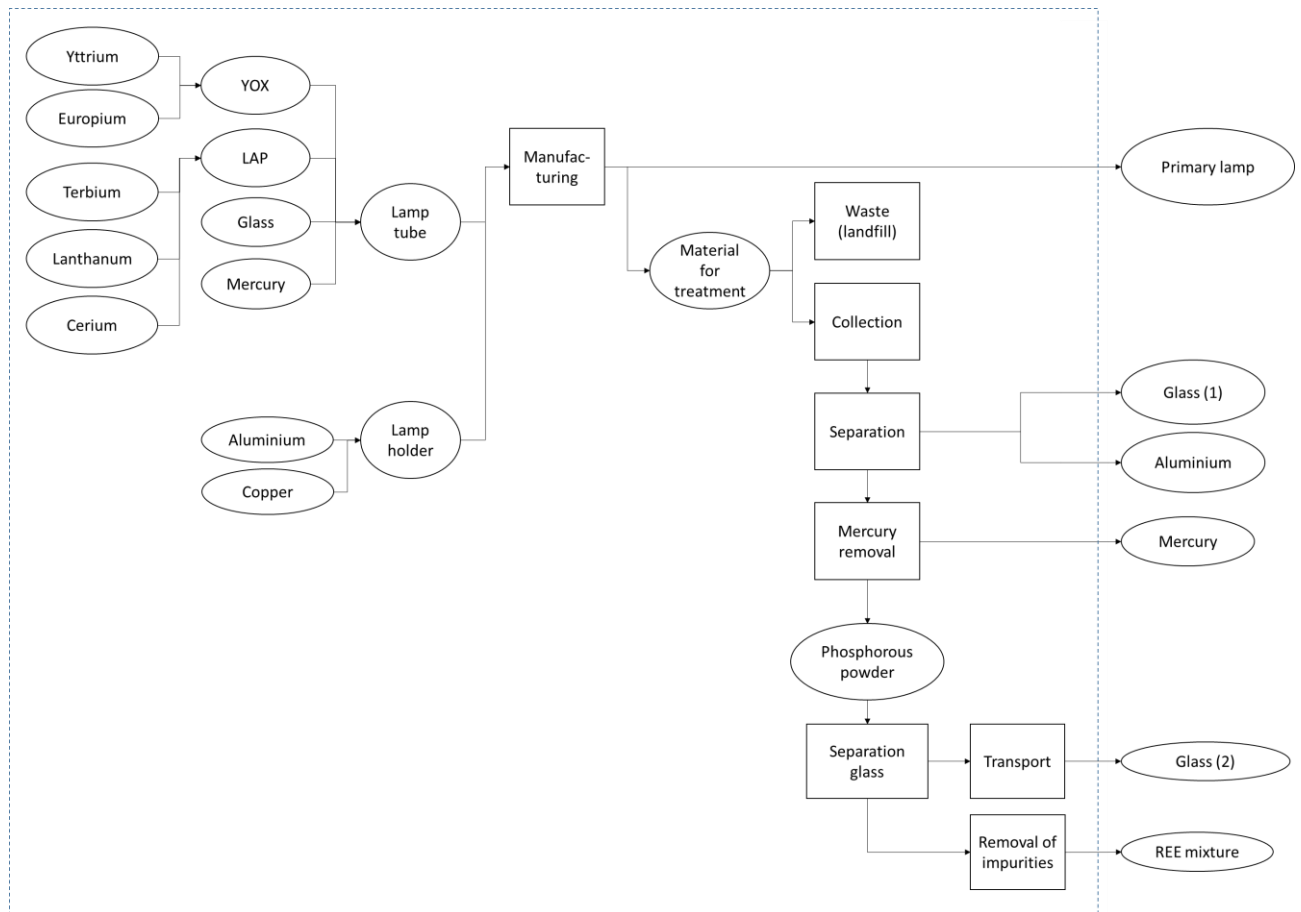 Yttrium
Europium
Terbium
Lanthanum
Cerium
YOX
LAP
Glass
Mercury
Lamp
tube
Aluminium
Copper
Lamp
holder
Manufac-
turing
Material
for
treatment
Waste
(landfill)
Collection
Separation
Mercury
removal
Phosphorous
powder
Separation
glass
Transport
Removal of
impurities
Primary lamp
Glass (1)
Aluminium
Mercury
Glass (2)
REE mixture